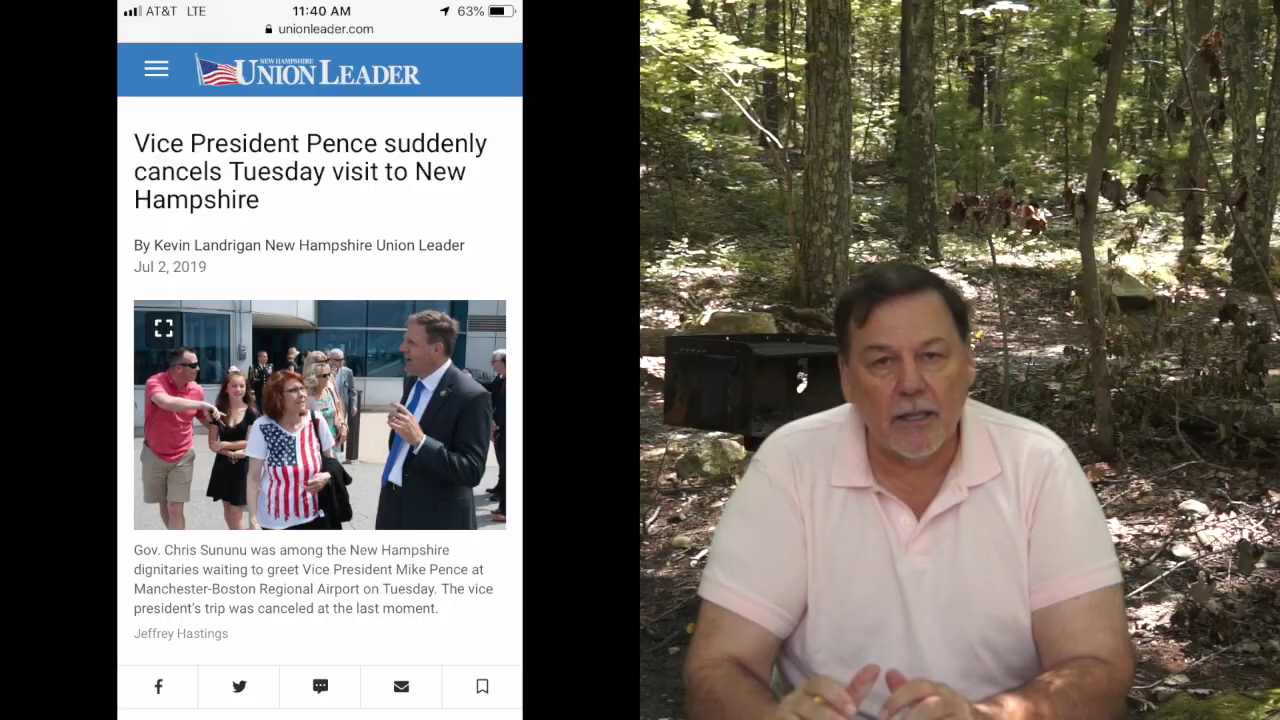 AT&T LTE 11:40 AM 63%
unionleader.com
NEW HAMPSHIRE
UNION LEADER
Vice President Pence suddenly
cancels Tuesday visit to New
Hampshire
By Kevin Landrigan New Hampshire Union Leader
Jul 2, 2019
Gov. Chris Sununu was among the New Hampshire
dignitaries waiting to greet Vice President Mike Pence at
Manchester-Boston Regional Airport on Tuesday. The vice
president's trip was canceled at the last moment.
Jeffrey Hastings